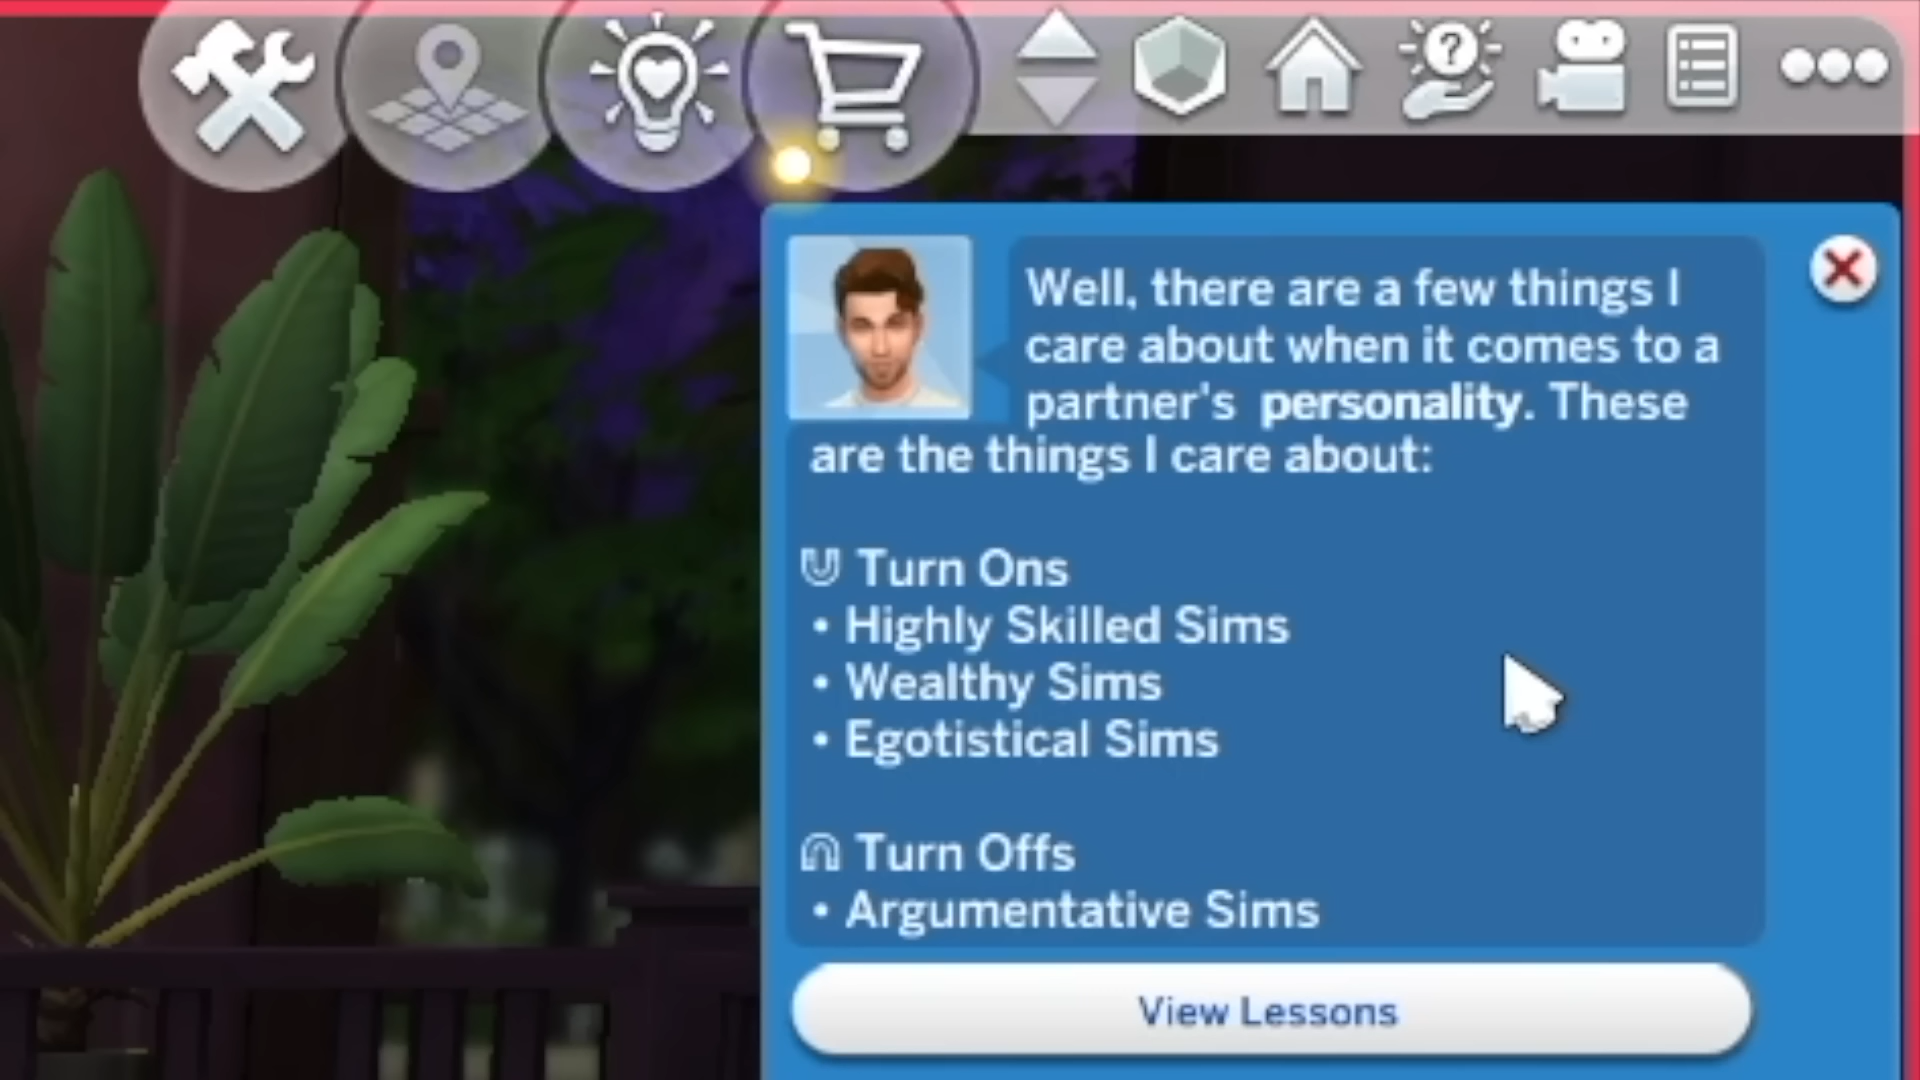 Well, there are a few things I
care about when it comes to a
partner's personality. These
are the things I care about:
Turn Ons
• Highly Skilled Sims
• Wealthy Sims
• Egotistical Sims
Turn Offs
• Argumentative Sims
View Lessons